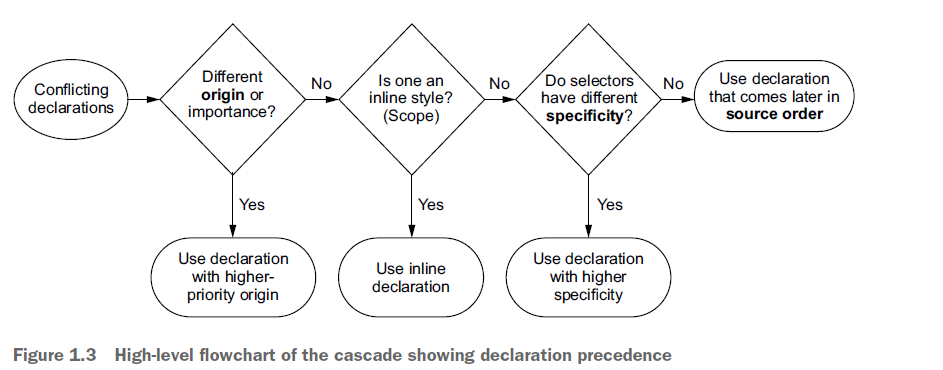 Conflicting
declarations
Different
origin or
importance?
No
Is one an
inline style?
(Scope)
No
Do selectors
have different
specificity?
No
Use declaration
that comes later in
source order
Yes
Yes
Yes
Use declaration
with higher-
priority origin
Use inline
declaration
Use declaration
with higher
specificity
Figure 1.3 High-level flowchart of the cascade showing declaration precedence